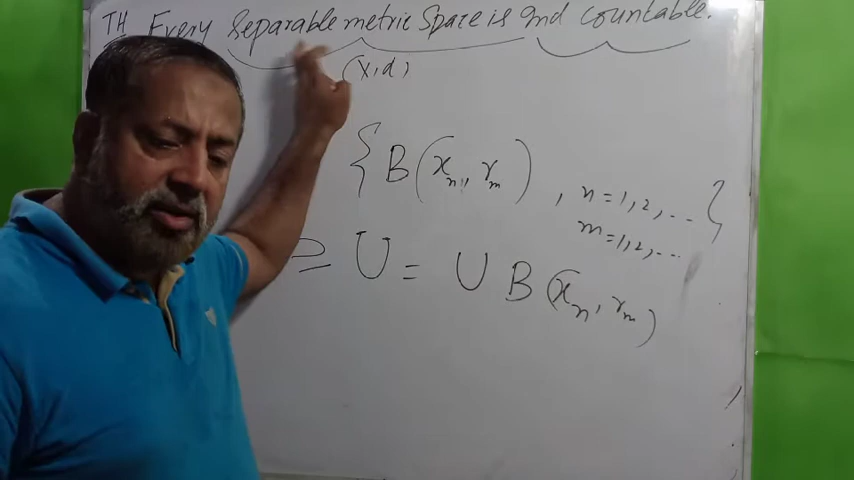 TH Every separable metric space is 2nd countable.
(X,d)
{ B(xₙ, rₘ) , n=1,2,... }
m=1,2,...
⊇ U = ∪ B(xₙ, rₘ)